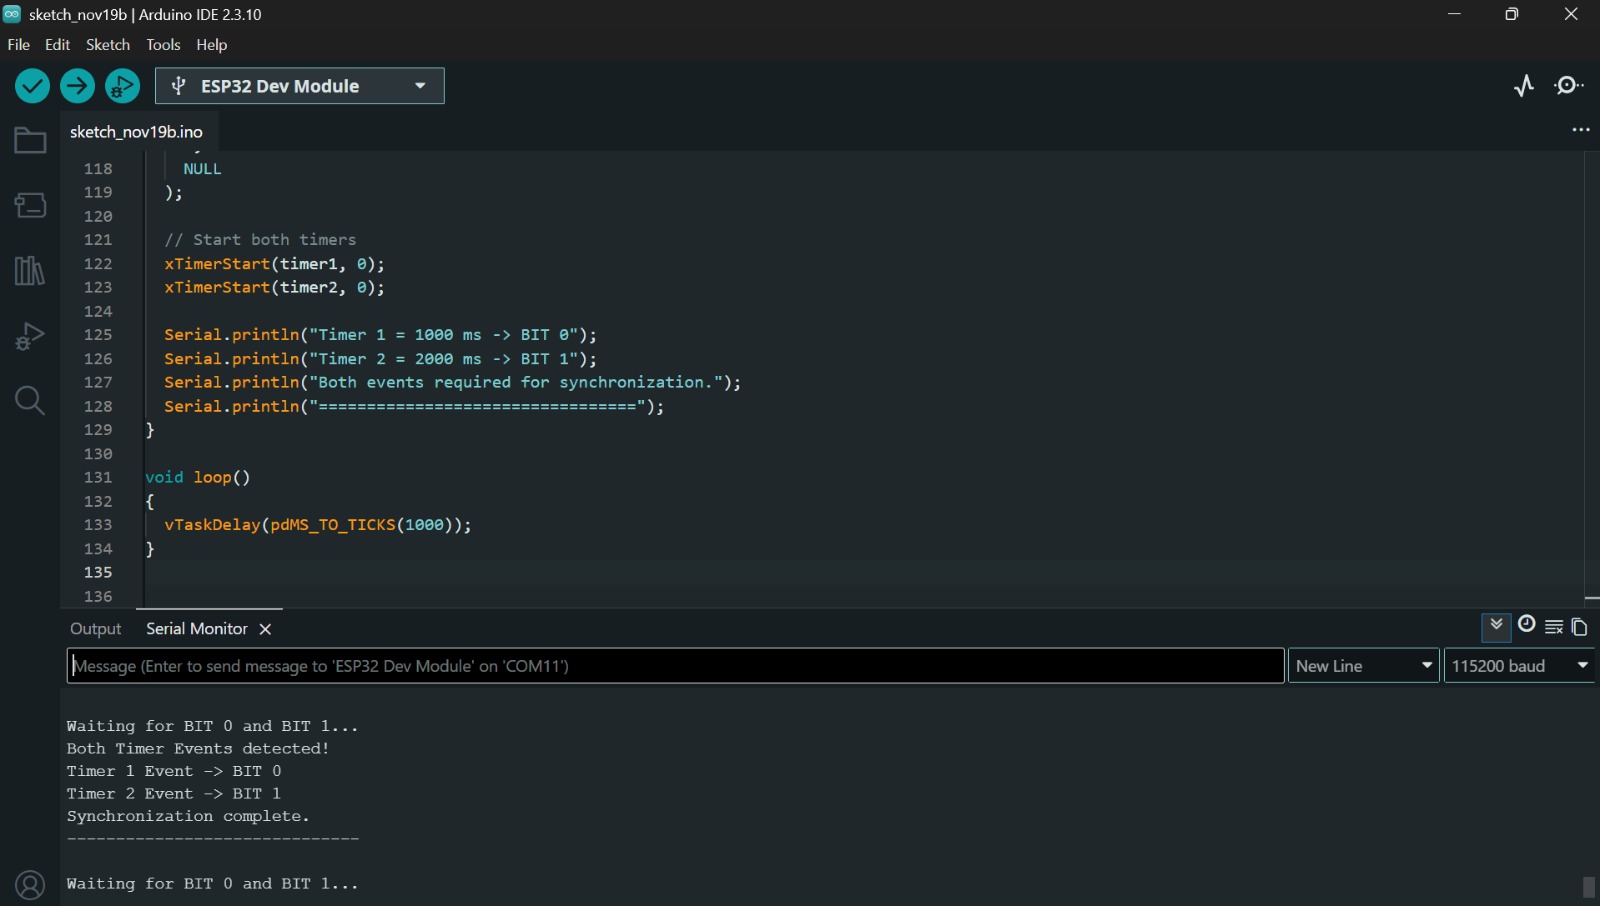 sketch_nov19b | Arduino IDE 2.3.10
File Edit Sketch Tools Help
ESP32 Dev Module
sketch_nov19b.ino
118 NULL
119 );
120
121 // Start both timers
122 xTimerStart(timer1, 0);
123 xTimerStart(timer2, 0);
124
125 Serial.println("Timer 1 = 1000 ms -> BIT 0");
126 Serial.println("Timer 2 = 2000 ms -> BIT 1");
127 Serial.println("Both events required for synchronization.");
128 Serial.println("=================================");
129 }
130
131 void loop()
132 {
133 vTaskDelay(pdMS_TO_TICKS(1000));
134 }
135
136
Output Serial Monitor
Message (Enter to send message to 'ESP32 Dev Module' on 'COM11') New Line 115200 baud
Waiting for BIT 0 and BIT 1...
Both Timer Events detected!
Timer 1 Event -> BIT 0
Timer 2 Event -> BIT 1
Synchronization complete.
------------------------------
Waiting for BIT 0 and BIT 1...